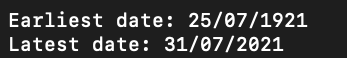 Earliest date: 25/07/1921
Latest date: 31/07/2021